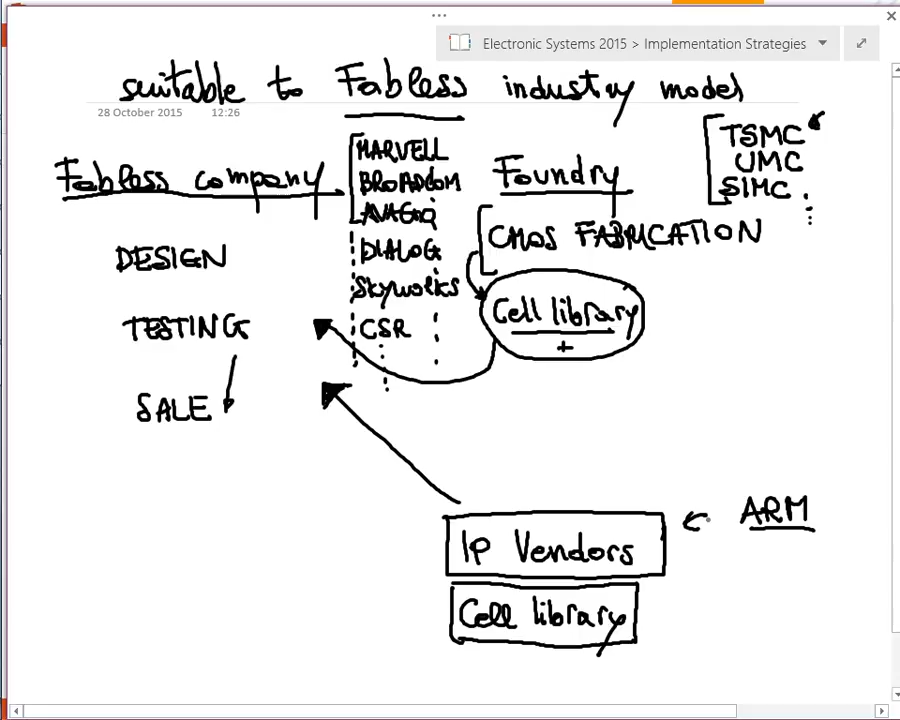 Electronic Systems 2015 > Implementation Strategies
suitable to Fabless industry model
28 October 2015 12:26
Fabless company
MARVELL
BROADCOM
AVAGO
DIALOG
Skyworks
CSR
DESIGN
TESTING
SALE
Foundry
TSMC
UMC
SIMC
CMOS FABRICATION
Cell library
+
IP Vendors
ARM
Cell library